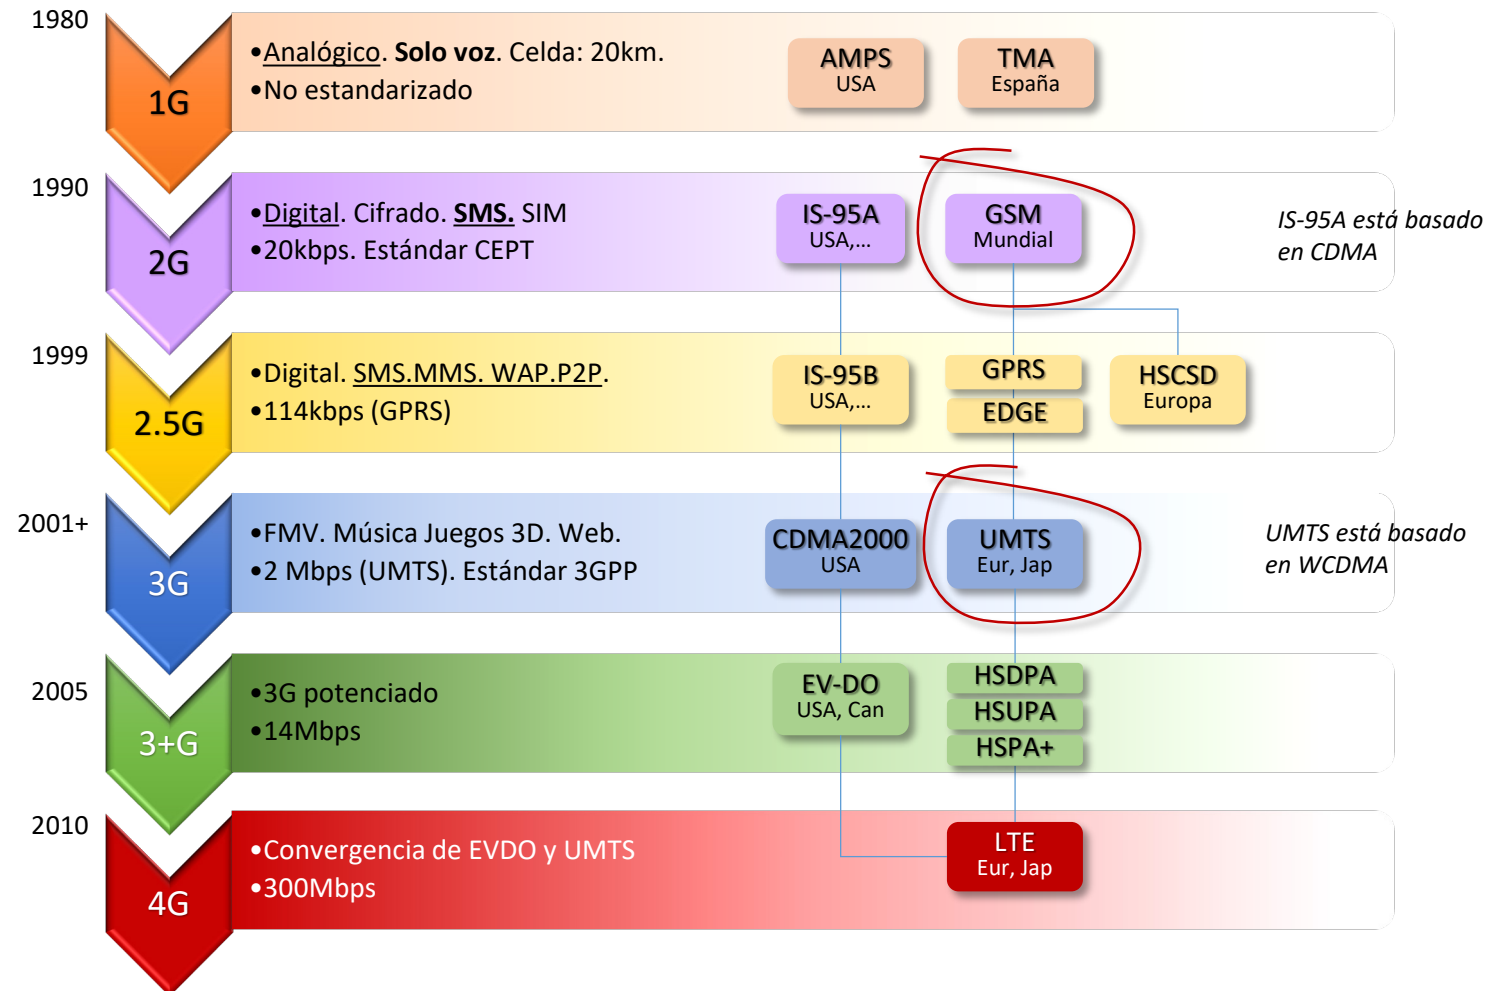 1980
1G
•Analógico. Solo voz. Celda: 20km.
•No estandarizado
AMPS
USA
TMA
España
1990
2G
•Digital. Cifrado. SMS. SIM
•20kbps. Estándar CEPT
IS-95A
USA,...
GSM
Mundial
IS-95A está basado
en CDMA
1999
2.5G
•Digital. SMS.MMS. WAP.P2P.
•114kbps (GPRS)
IS-95B
USA,...
GPRS
EDGE
HSCSD
Europa
2001+
3G
•FMV. Música Juegos 3D. Web.
•2 Mbps (UMTS). Estándar 3GPP
CDMA2000
USA
UMTS
Eur, Jap
UMTS está basado
en WCDMA
2005
3+G
•3G potenciado
•14Mbps
EV-DO
USA, Can
HSDPA
HSUPA
HSPA+
2010
4G
•Convergencia de EVDO y UMTS
•300Mbps
LTE
Eur, Jap